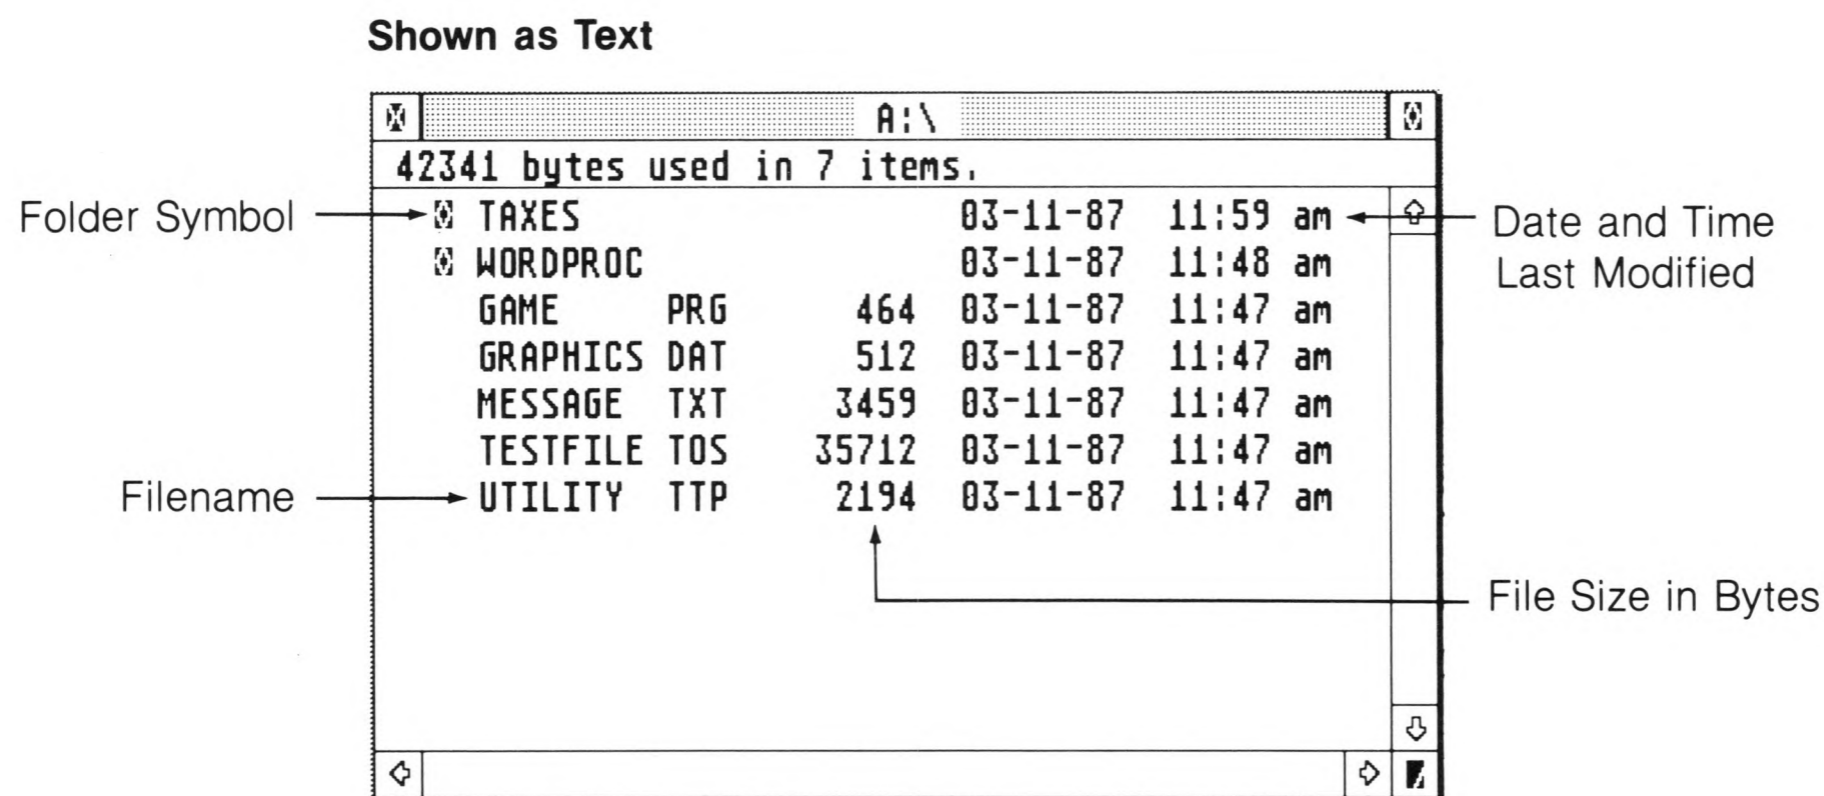 Shown as Text
A:\
42341 bytes used in 7 items.
Folder Symbol
TAXES 03-11-87 11:59 am
Date and Time
Last Modified
WORDPROC 03-11-87 11:48 am
GAME PRG 464 03-11-87 11:47 am
GRAPHICS DAT 512 03-11-87 11:47 am
MESSAGE TXT 3459 03-11-87 11:47 am
TESTFILE TOS 35712 03-11-87 11:47 am
Filename
UTILITY TTP 2194 03-11-87 11:47 am
File Size in Bytes